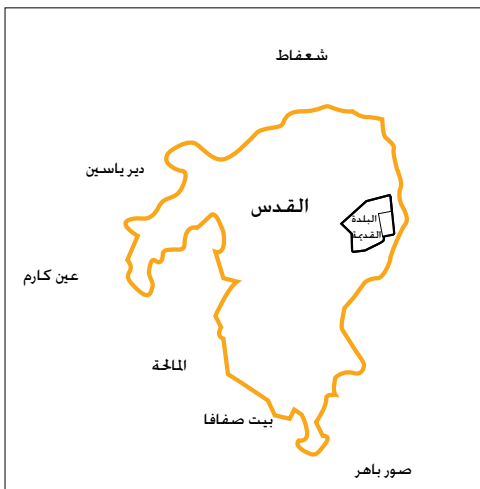 شعفاط
دير ياسين
القدس
البلدة
القديمة
عين كارم
المالحة
بيت صفافا
صور باهر